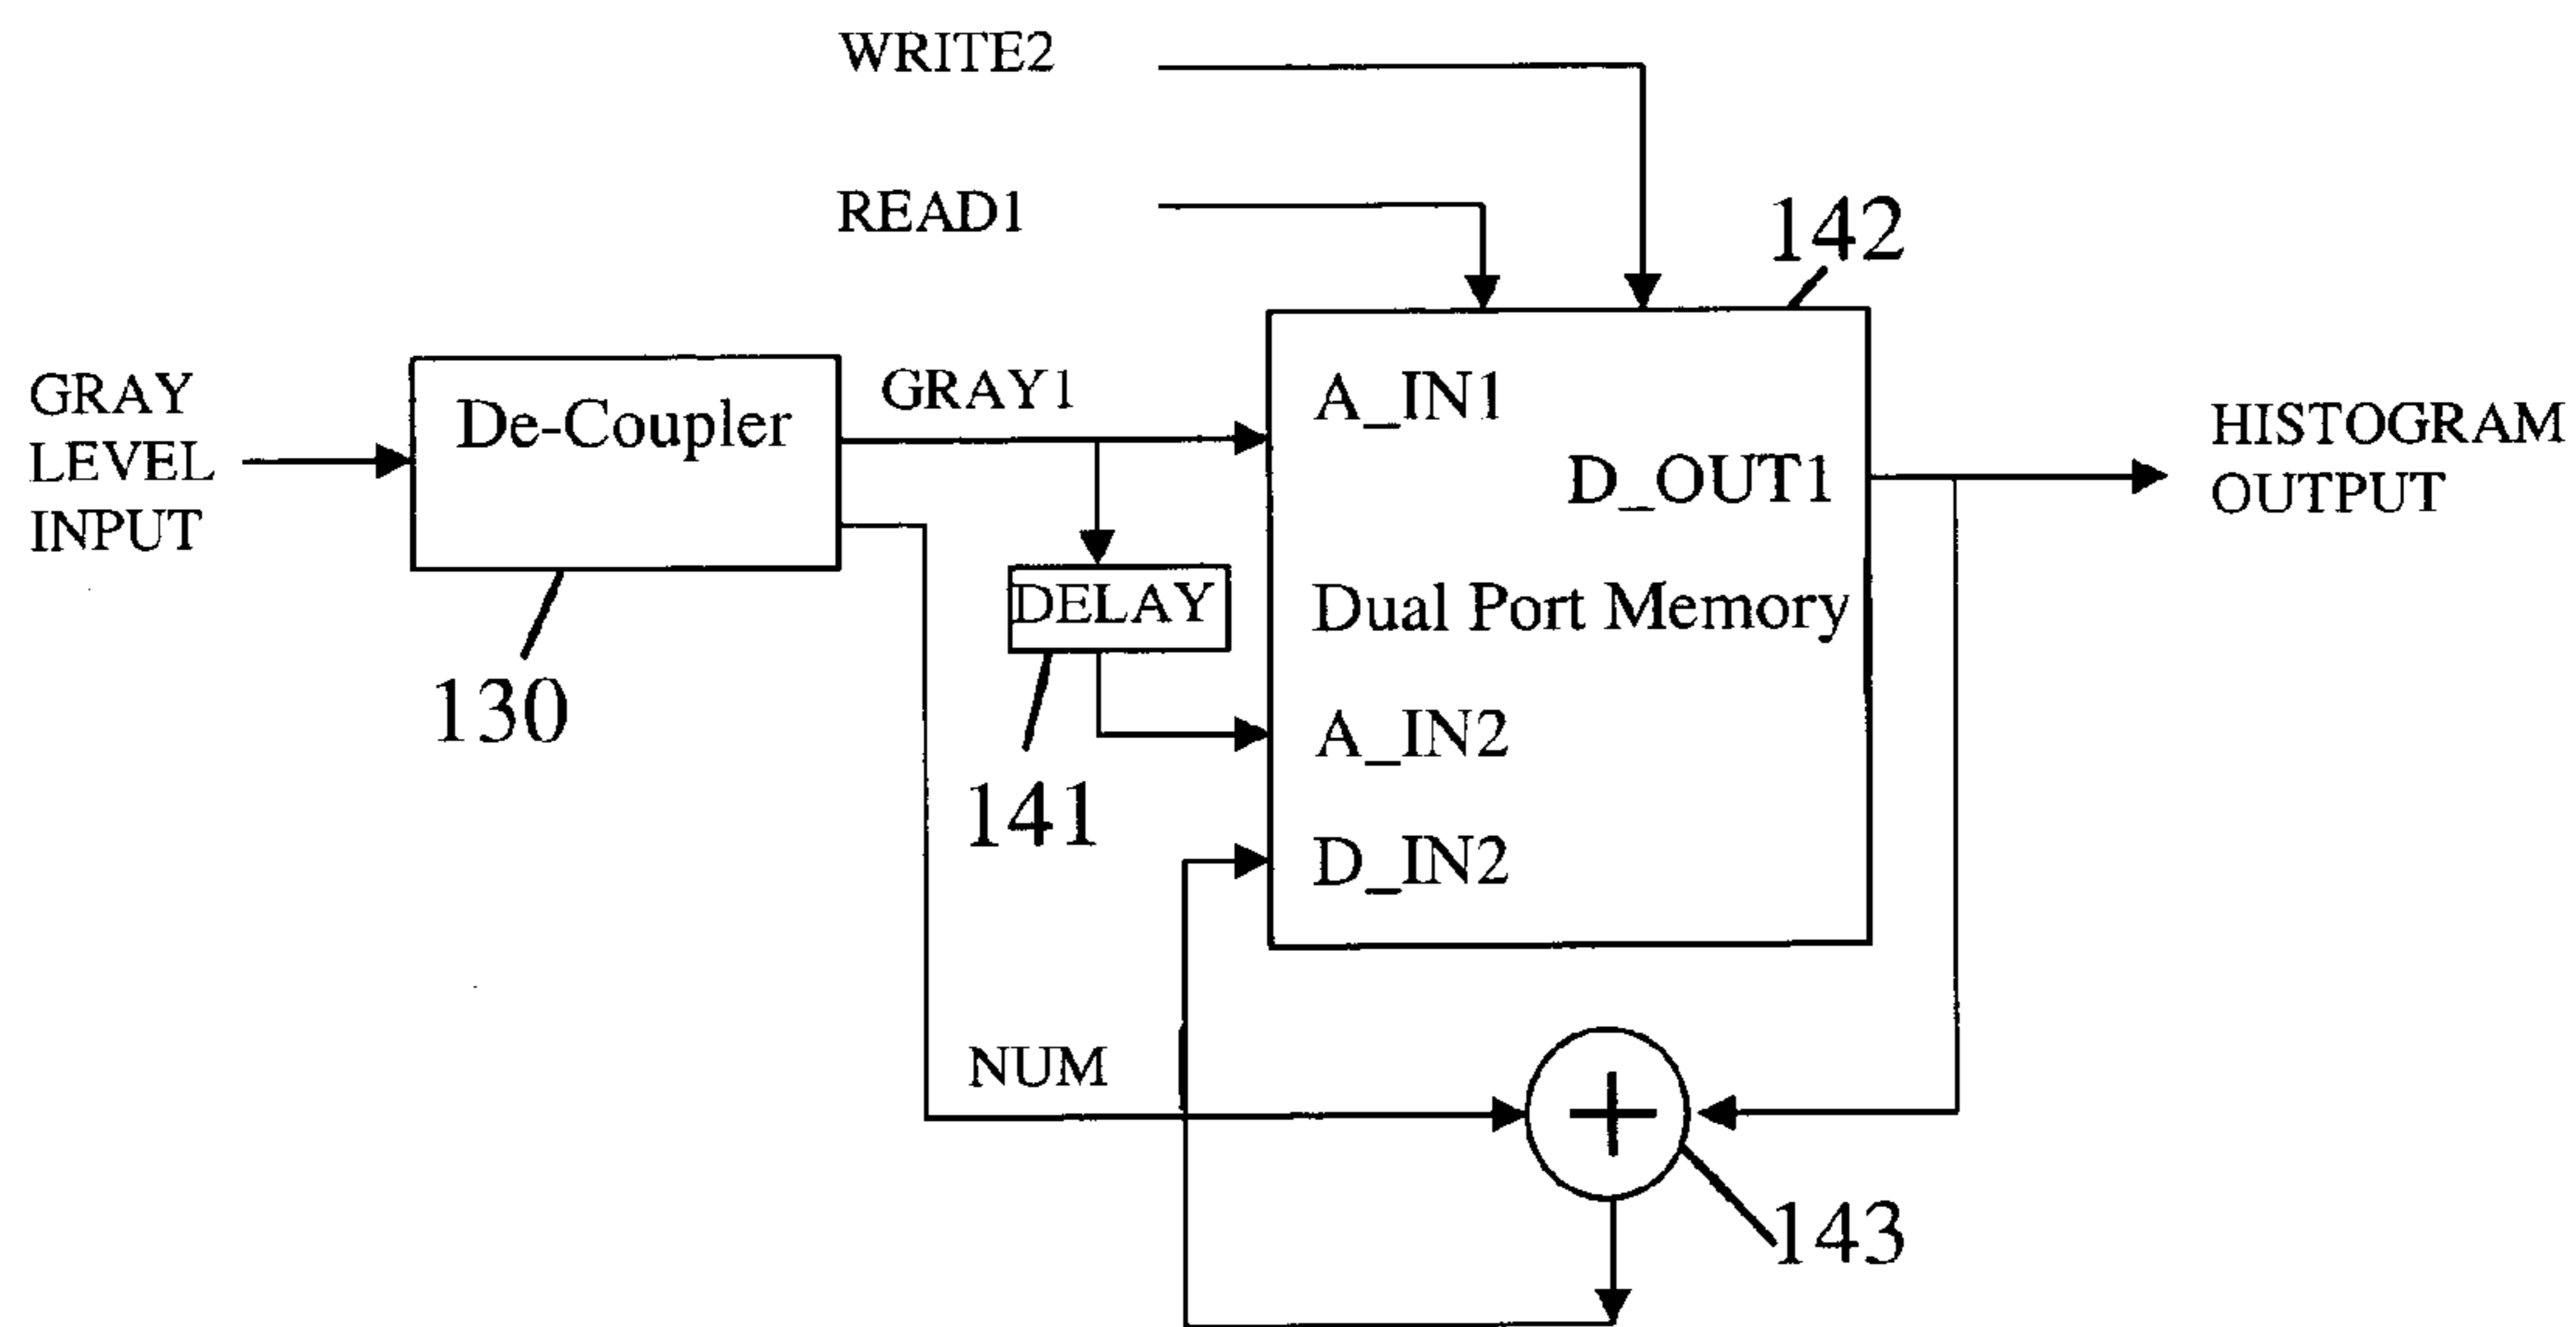 WRITE2
READ1
142
GRAY
LEVEL
INPUT
De-Coupler
GRAY1
A_IN1
D_OUT1
HISTOGRAM
OUTPUT
DELAY
Dual Port Memory
130
141
A_IN2
D_IN2
NUM
+
143